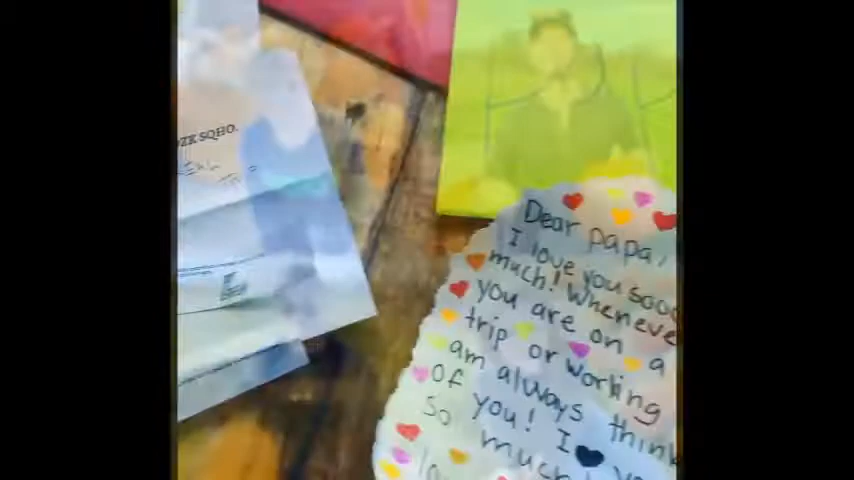 Dear papa,
I love you sooo
much! Whenever
you are on a
trip or working
am always think
of you! I
So much